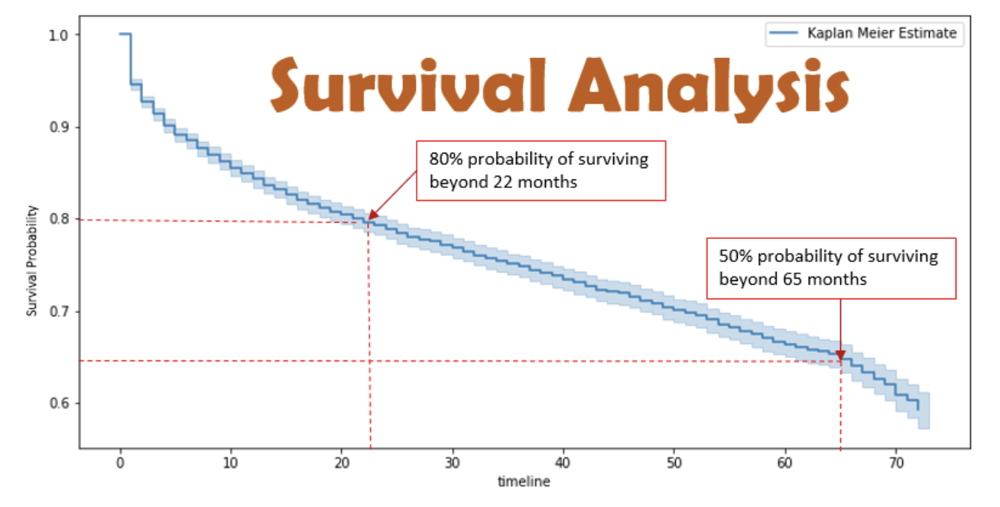 Kaplan Meier Estimate
Survival Analysis
80% probability of surviving
beyond 22 months
50% probability of surviving
beyond 65 months
Survival Probability
1.0
0.9
0.8
0.7
0.6
0 10 20 30 40 50 60 70
timeline